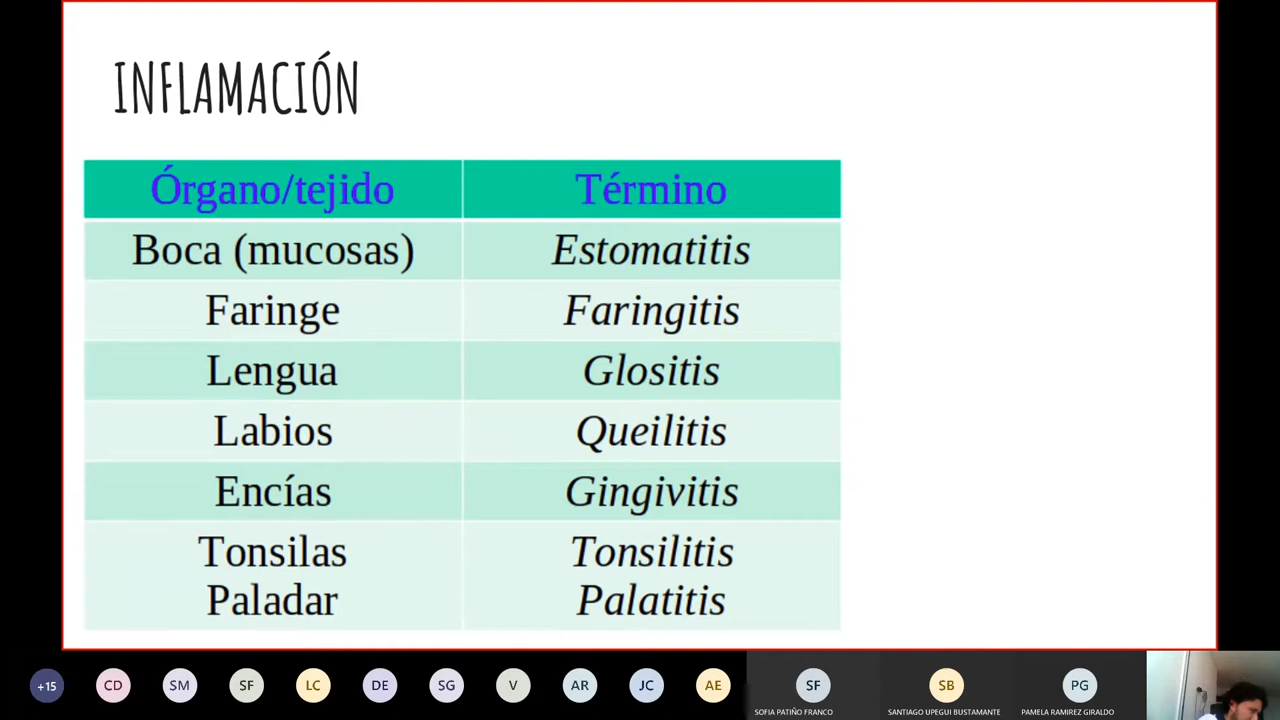 INFLAMACIÓN
Órgano/tejido Término
Boca (mucosas) Estomatitis
Faringe Faringitis
Lengua Glositis
Labios Queilitis
Encías Gingivitis
Tonsilas Tonsilitis
Paladar Palatitis
+15 CD SM SF LC DE SG V AR JC AE SF SB PG
SOFIA PATIÑO FRANCO SANTIAGO UPEGUI BUSTAMANTE PAMELA RAMIREZ GIRALDO